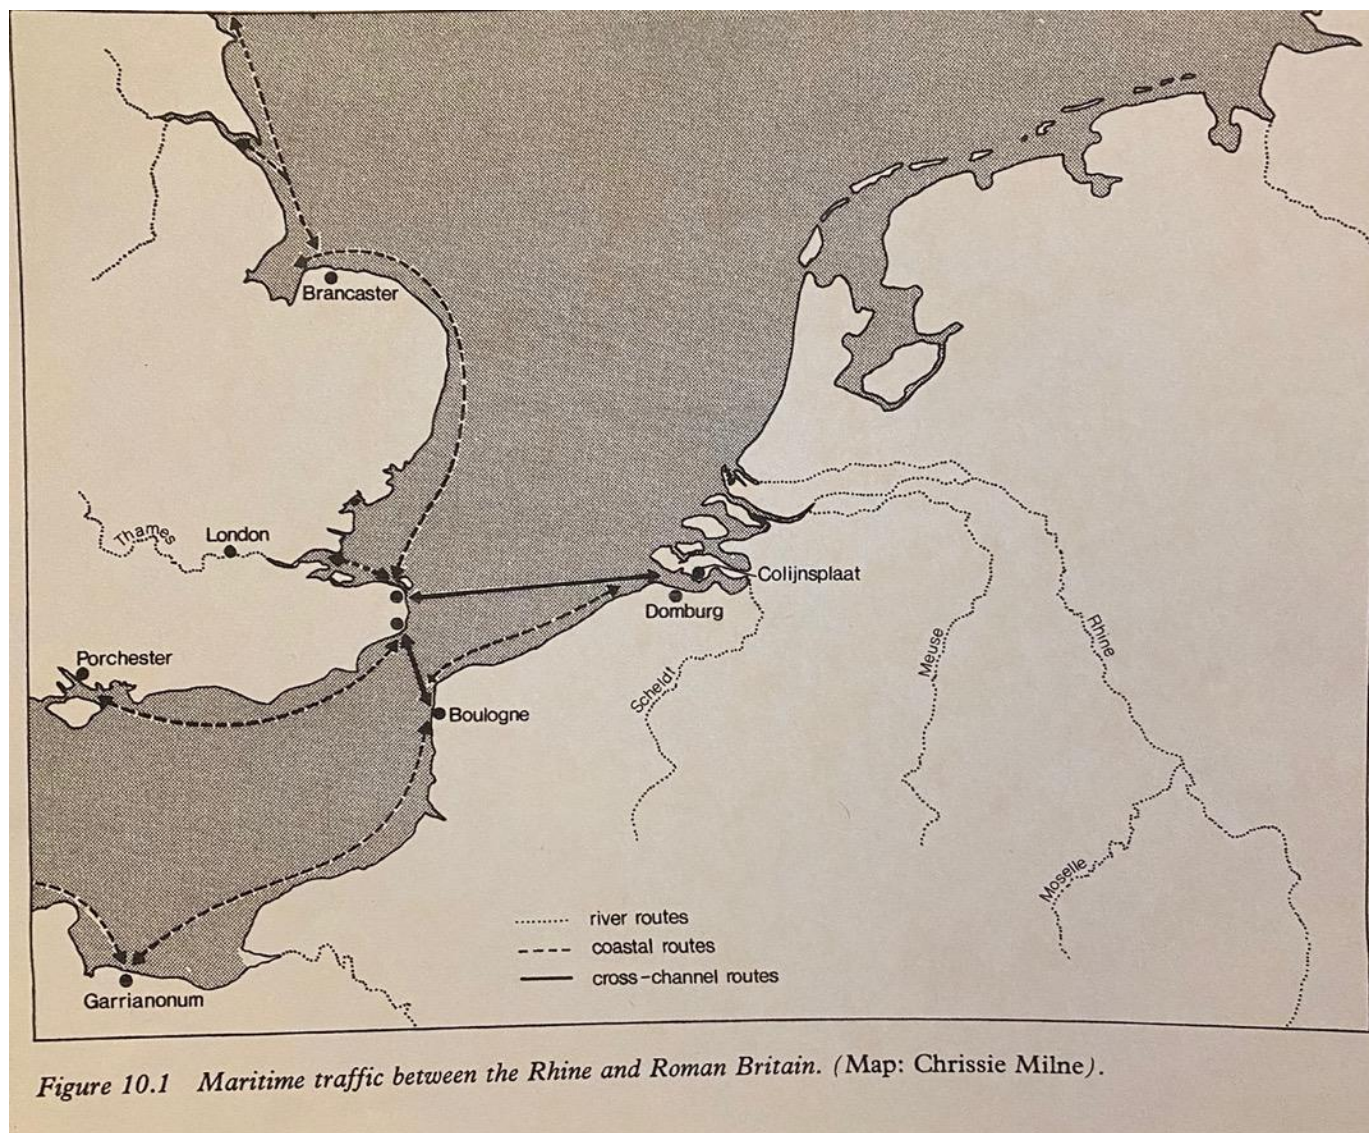 Brancaster
Thames
London
Colijnsplaat
Domburg
Porchester
Scheldt
Meuse
Rhine
Boulogne
Moselle
river routes
coastal routes
cross-channel routes
Garrianonum
Figure 10.1 Maritime traffic between the Rhine and Roman Britain. (Map: Chrissie Milne).